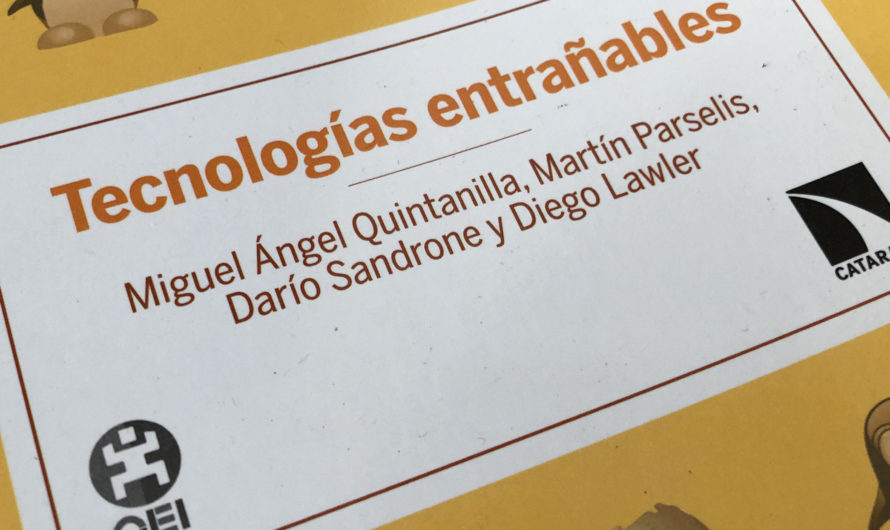 Tecnologías entrañables
Miguel Ángel Quintanilla, Martín Parselis,
Darío Sandrone y Diego Lawler